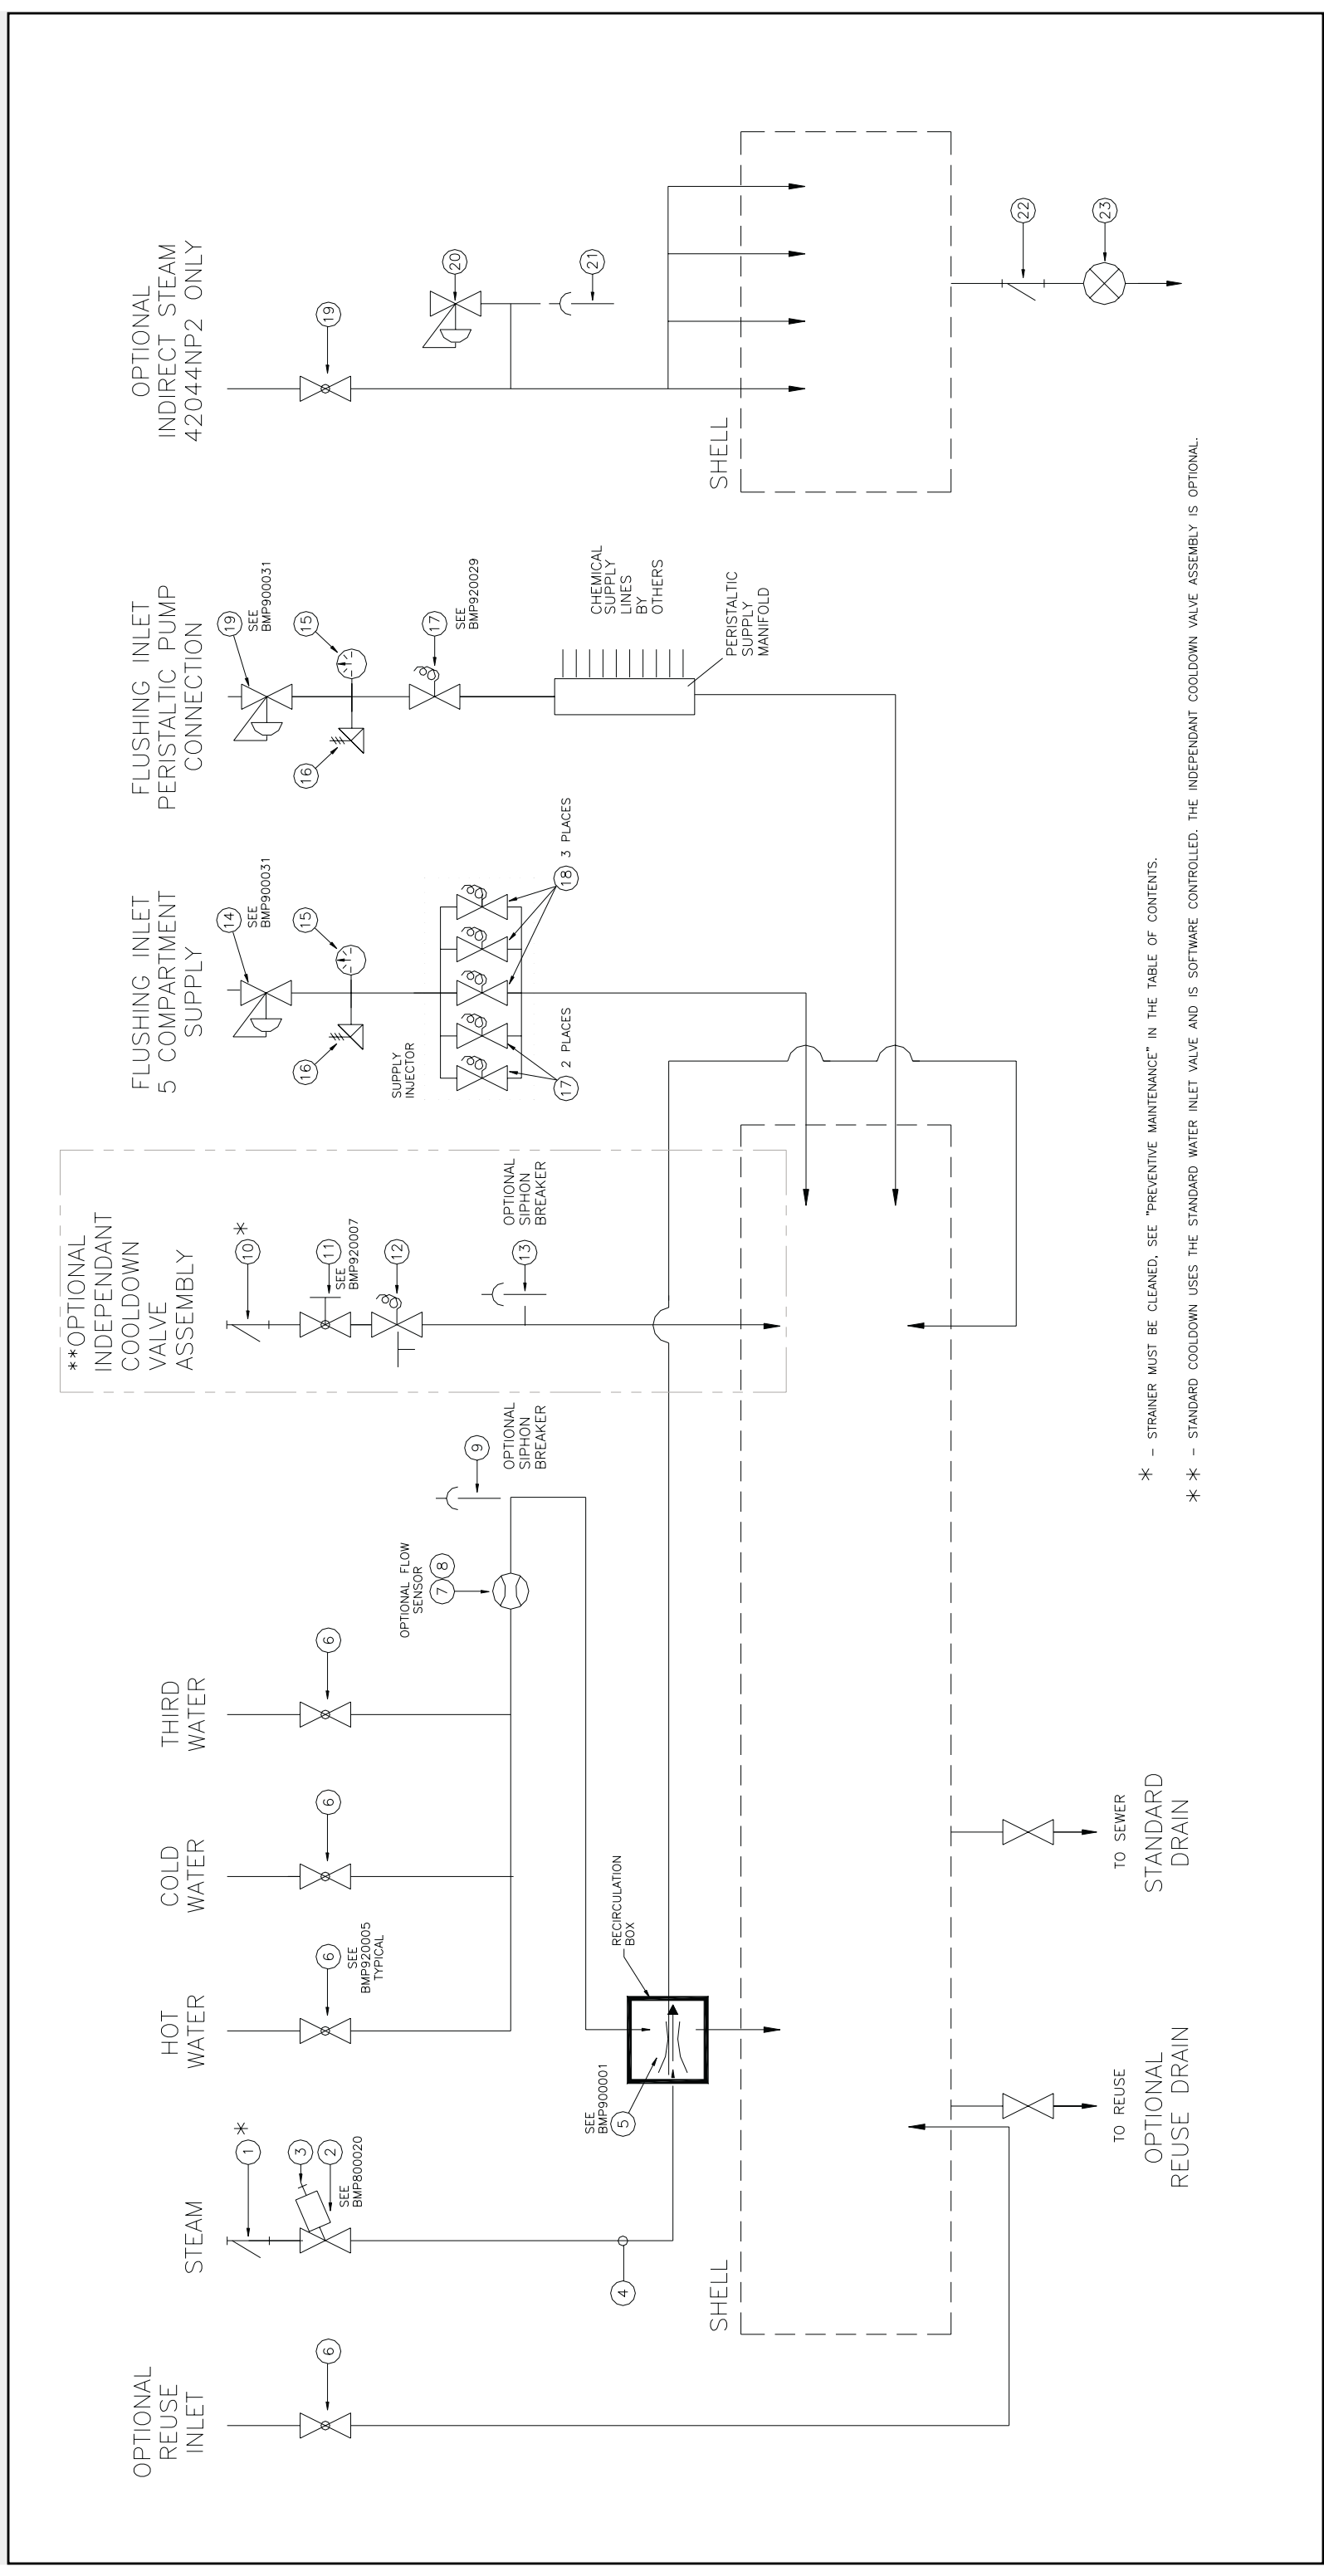 OPTIONAL
REUSE
INLET
6
STEAM
1
*
3
2
SEE
BMP800020
4
HOT
WATER
6
SEE
BMP920005
TYPICAL
COLD
WATER
6
THIRD
WATER
6
OPTIONAL FLOW
SENSOR
7
8
9
OPTIONAL
SIPHON
BREAKER
SEE
BMP900001
5
RECIRCULATION
BOX
**OPTIONAL
INDEPENDANT
COOLDOWN
VALVE
ASSEMBLY
10
*
11
SEE
BMP920007
12
13
OPTIONAL
SIPHON
BREAKER
FLUSHING INLET
5 COMPARTMENT
SUPPLY
14
SEE
BMP900031
15
16
SUPPLY
INJECTOR
17
2 PLACES
18
3 PLACES
FLUSHING INLET
PERISTALTIC PUMP
CONNECTION
19
SEE
BMP900031
15
16
17
SEE
BMP920029
CHEMICAL
SUPPLY
LINES
BY
OTHERS
PERISTALTIC
SUPPLY
MANIFOLD
OPTIONAL
INDIRECT STEAM
42044NP2 ONLY
19
20
21
SHELL
22
23
SHELL
TO REUSE
OPTIONAL
REUSE DRAIN
TO SEWER
STANDARD
DRAIN
* - STRAINER MUST BE CLEANED, SEE "PREVENTIVE MAINTENANCE" IN THE TABLE OF CONTENTS.
* * - STANDARD COOLDOWN USES THE STANDARD WATER INLET VALVE AND IS SOFTWARE CONTROLLED. THE INDEPENDANT COOLDOWN VALVE ASSEMBLY IS OPTIONAL.